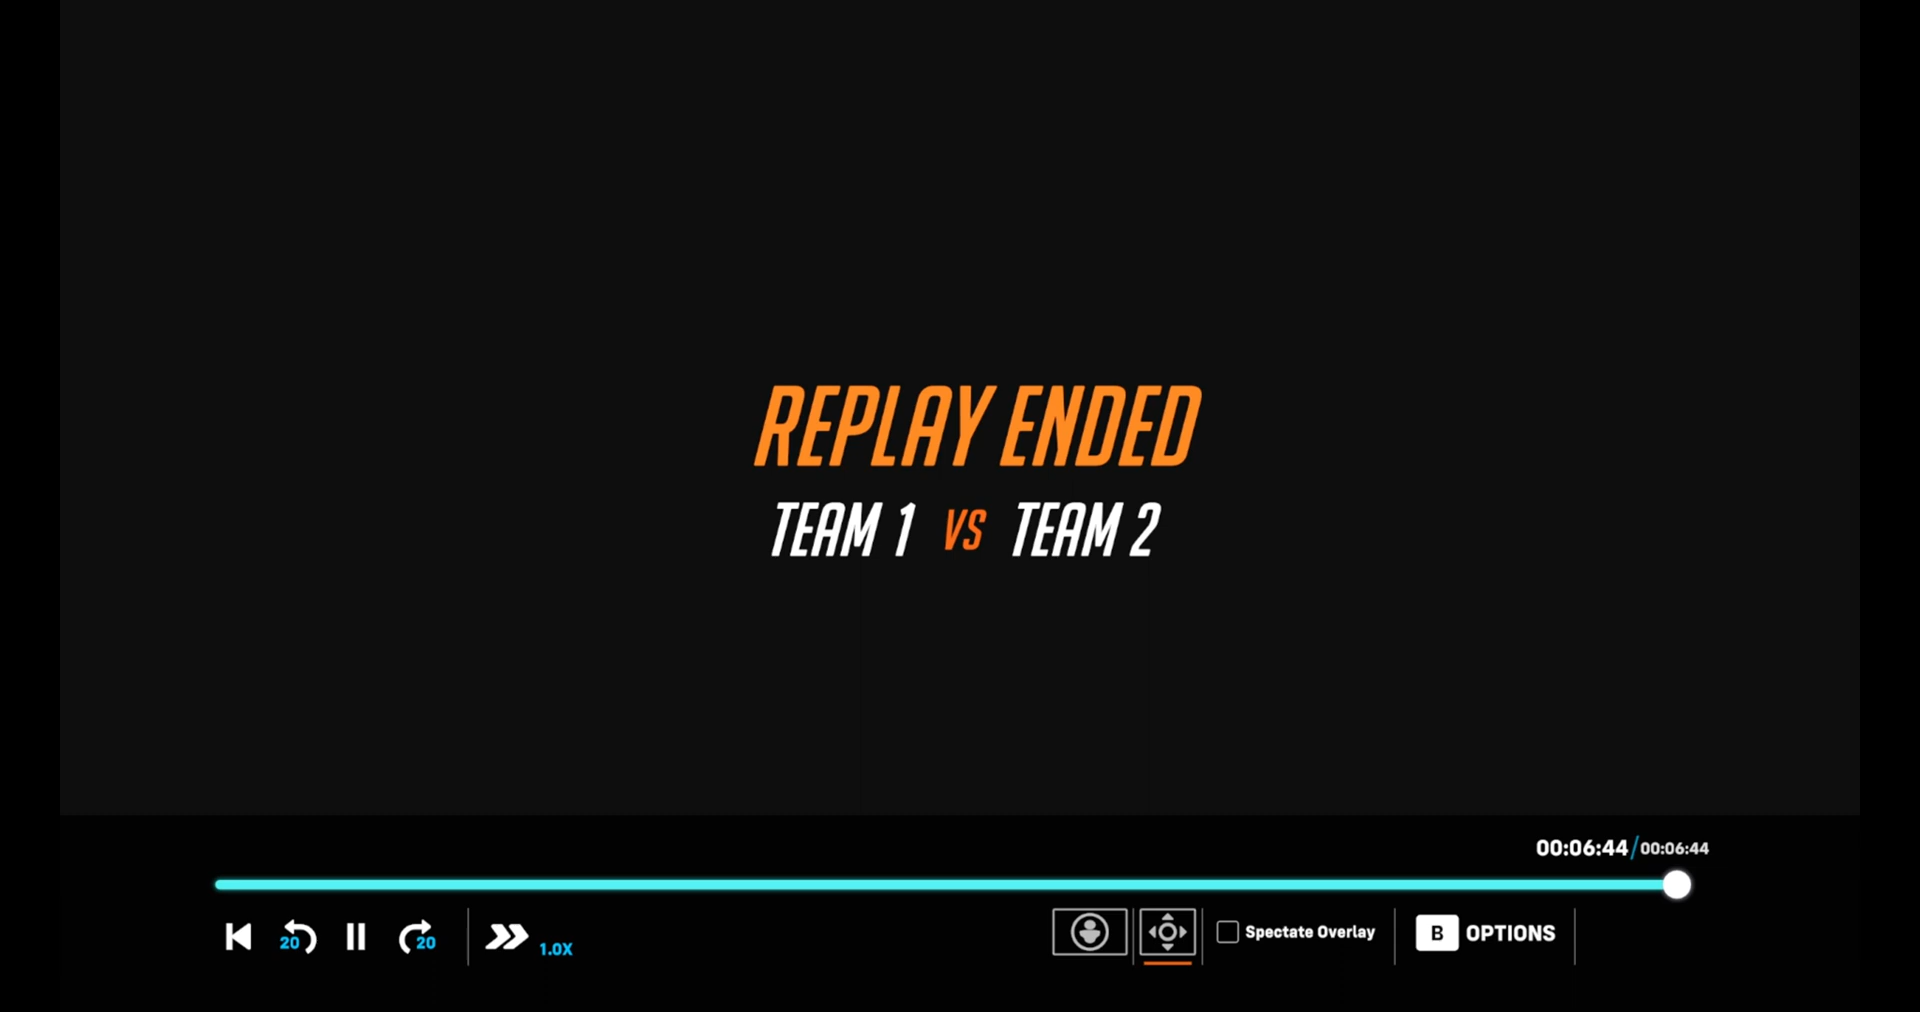 REPLAY ENDED
TEAM 1 VS TEAM 2
00:06:44/00:06:44
20 20 1.0X
Spectate Overlay
B OPTIONS